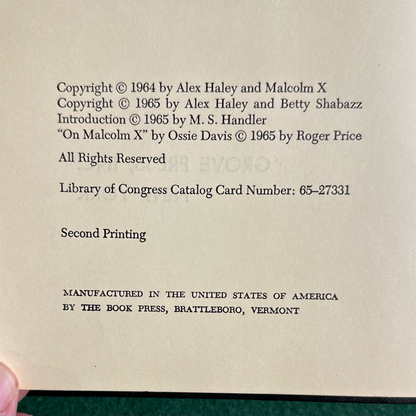 Copyright © 1964 by Alex Haley and Malcolm X
Copyright © 1965 by Alex Haley and Betty Shabazz
Introduction © 1965 by M. S. Handler
"On Malcolm X" by Ossie Davis © 1965 by Roger Price
All Rights Reserved
Library of Congress Catalog Card Number: 65–27331
Second Printing
MANUFACTURED IN THE UNITED STATES OF AMERICA
BY THE BOOK PRESS, BRATTLEBORO, VERMONT